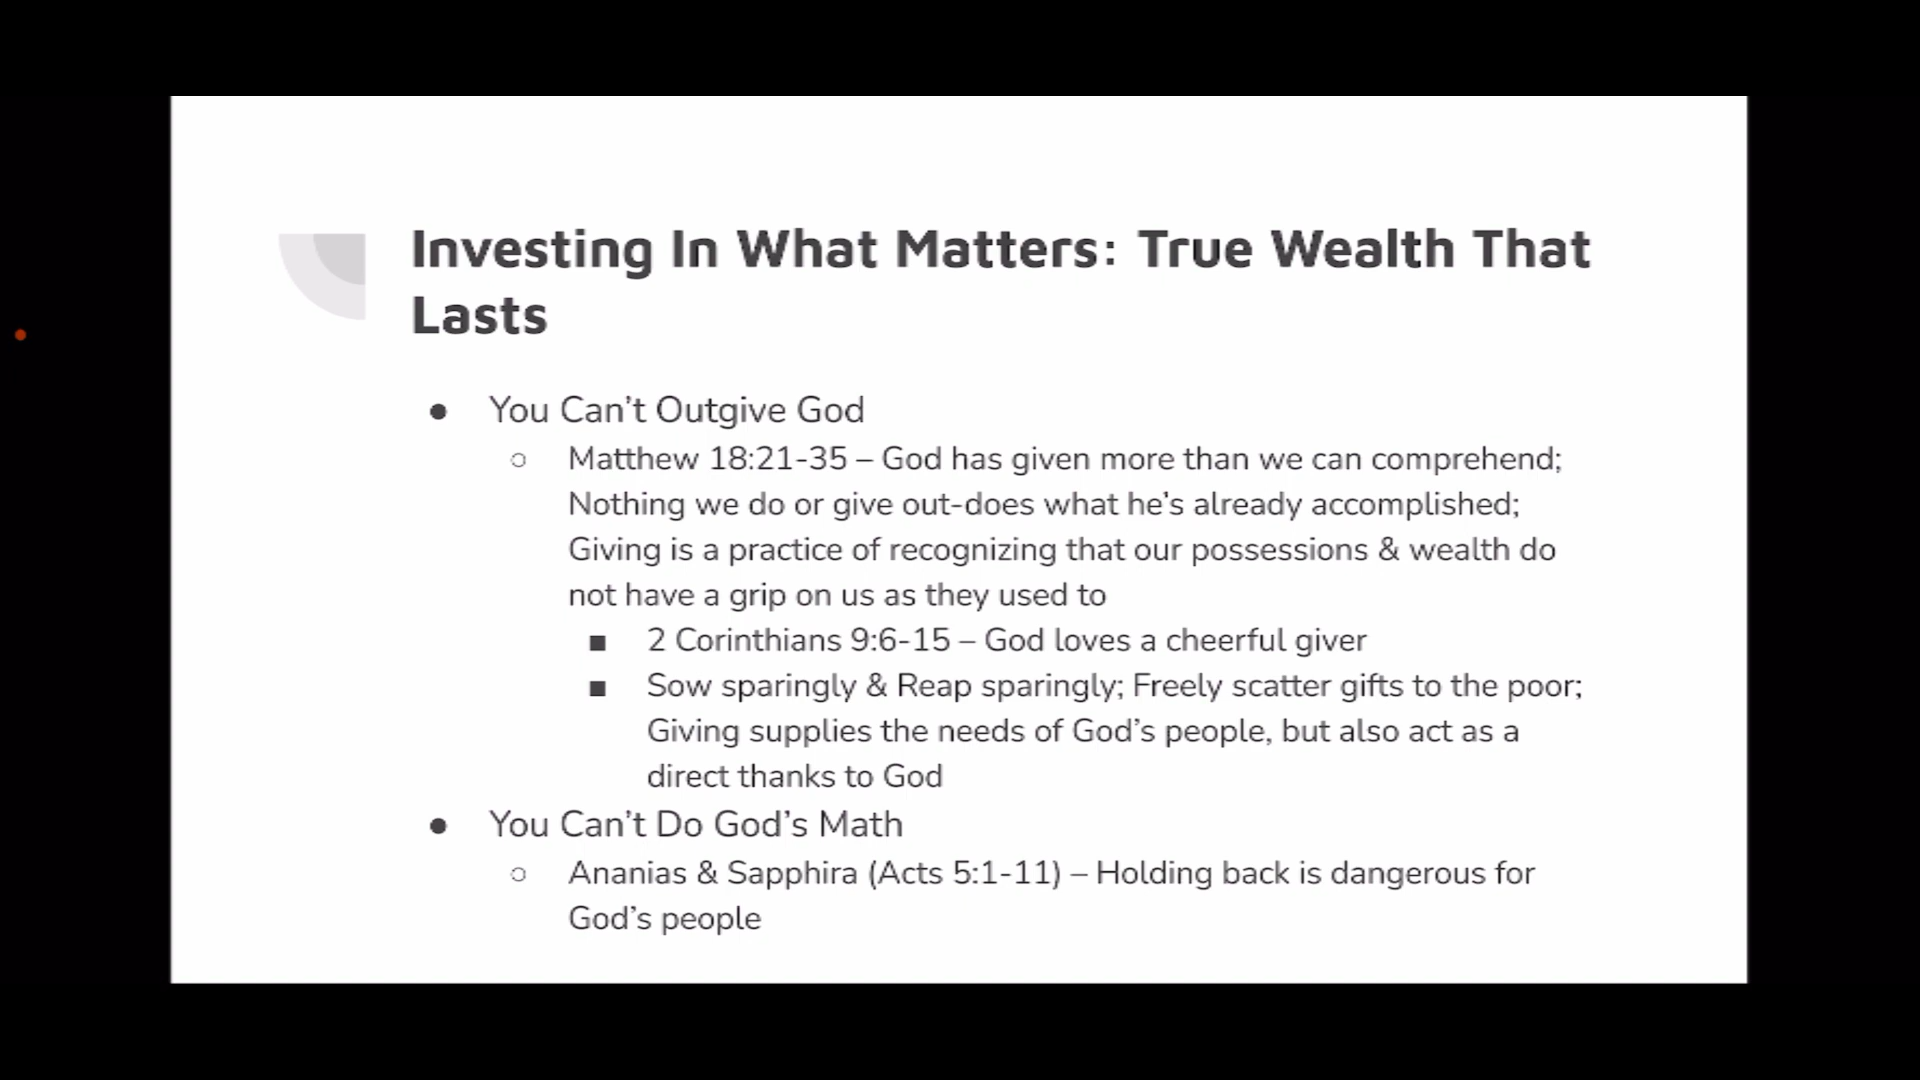 Investing In What Matters: True Wealth That
Lasts
● You Can't Outgive God
○ Matthew 18:21-35 – God has given more than we can comprehend;
Nothing we do or give out-does what he's already accomplished;
Giving is a practice of recognizing that our possessions & wealth do
not have a grip on us as they used to
■ 2 Corinthians 9:6-15 – God loves a cheerful giver
■ Sow sparingly & Reap sparingly; Freely scatter gifts to the poor;
Giving supplies the needs of God's people, but also act as a
direct thanks to God
● You Can't Do God's Math
○ Ananias & Sapphira (Acts 5:1-11) – Holding back is dangerous for
God's people